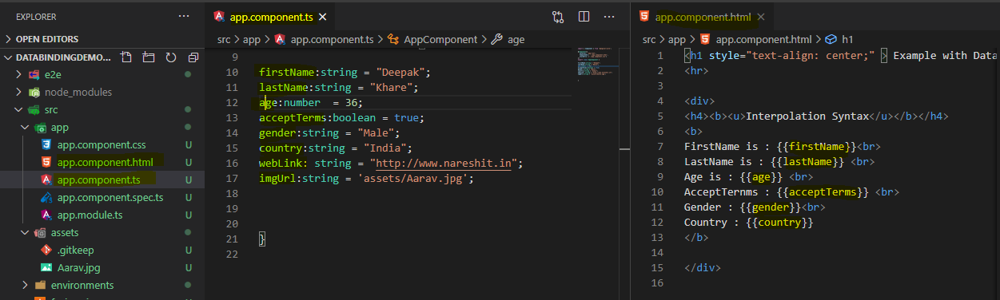 EXPLORER
OPEN EDITORS
DATABINDINGDEMO...
e2e
node_modules
src
app
app.component.css U
app.component.html U
app.component.ts U
app.component.spec.ts U
app.module.ts U
assets
.gitkeep U
Aarav.jpg U
environments
app.component.ts
src > app > app.component.ts > AppComponent > age
9
10 firstName:string = "Deepak";
11 lastName:string = "Khare";
12 age:number  = 36;
13 acceptTerms:boolean = true;
14 gender:string = "Male";
15 country:string = "India";
16 webLink: string = "http://www.nareshit.in";
17 imgUrl:string = 'assets/Aarav.jpg';
18
19
20
21 }
22
app.component.html
src > app > app.component.html > h1
1 <h1 style="text-align: center;" > Example with Data
2 <hr>
3
4 <div>
5 <h4><b><u>Interpolation Syntax</u></b></h4>
6 <b>
7 FirstName is : {{firstName}}<br>
8 LastName is : {{lastName}} <br>
9 Age is : {{age}} <br>
10 AcceptTernms : {{acceptTerms}} <br>
11 Gender : {{gender}}<br>
12 Country : {{country}}
13 </b>
14
15 </div>
16